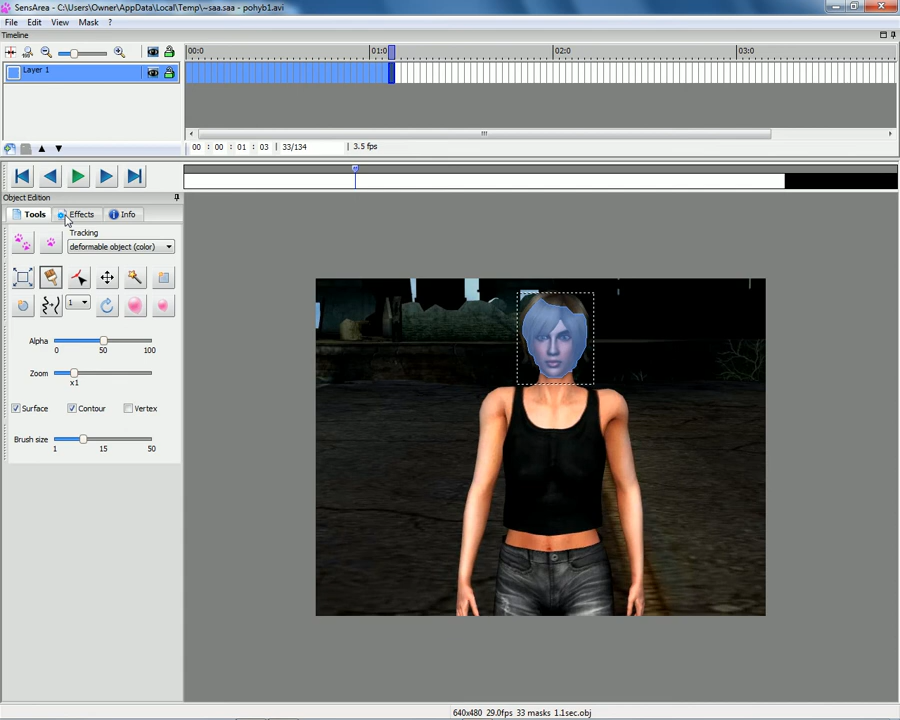 SensArea - C:\Users\Owner\AppData\Local\Temp\~saa.saa - pohyb1.avi
File Edit View Mask ?
Timeline
00:0 01:0 02:0 03:0
Layer 1
00 : 00 : 01 : 03 | 33/134 | 3.5 fps
Object Edition
Tools Effects Info
Tracking
deformable object (color)
1
Alpha
0 50 100
Zoom
x1
Surface Contour Vertex
Brush size
1 15 50
640x480 29.0fps 33 masks 1.1sec.obj